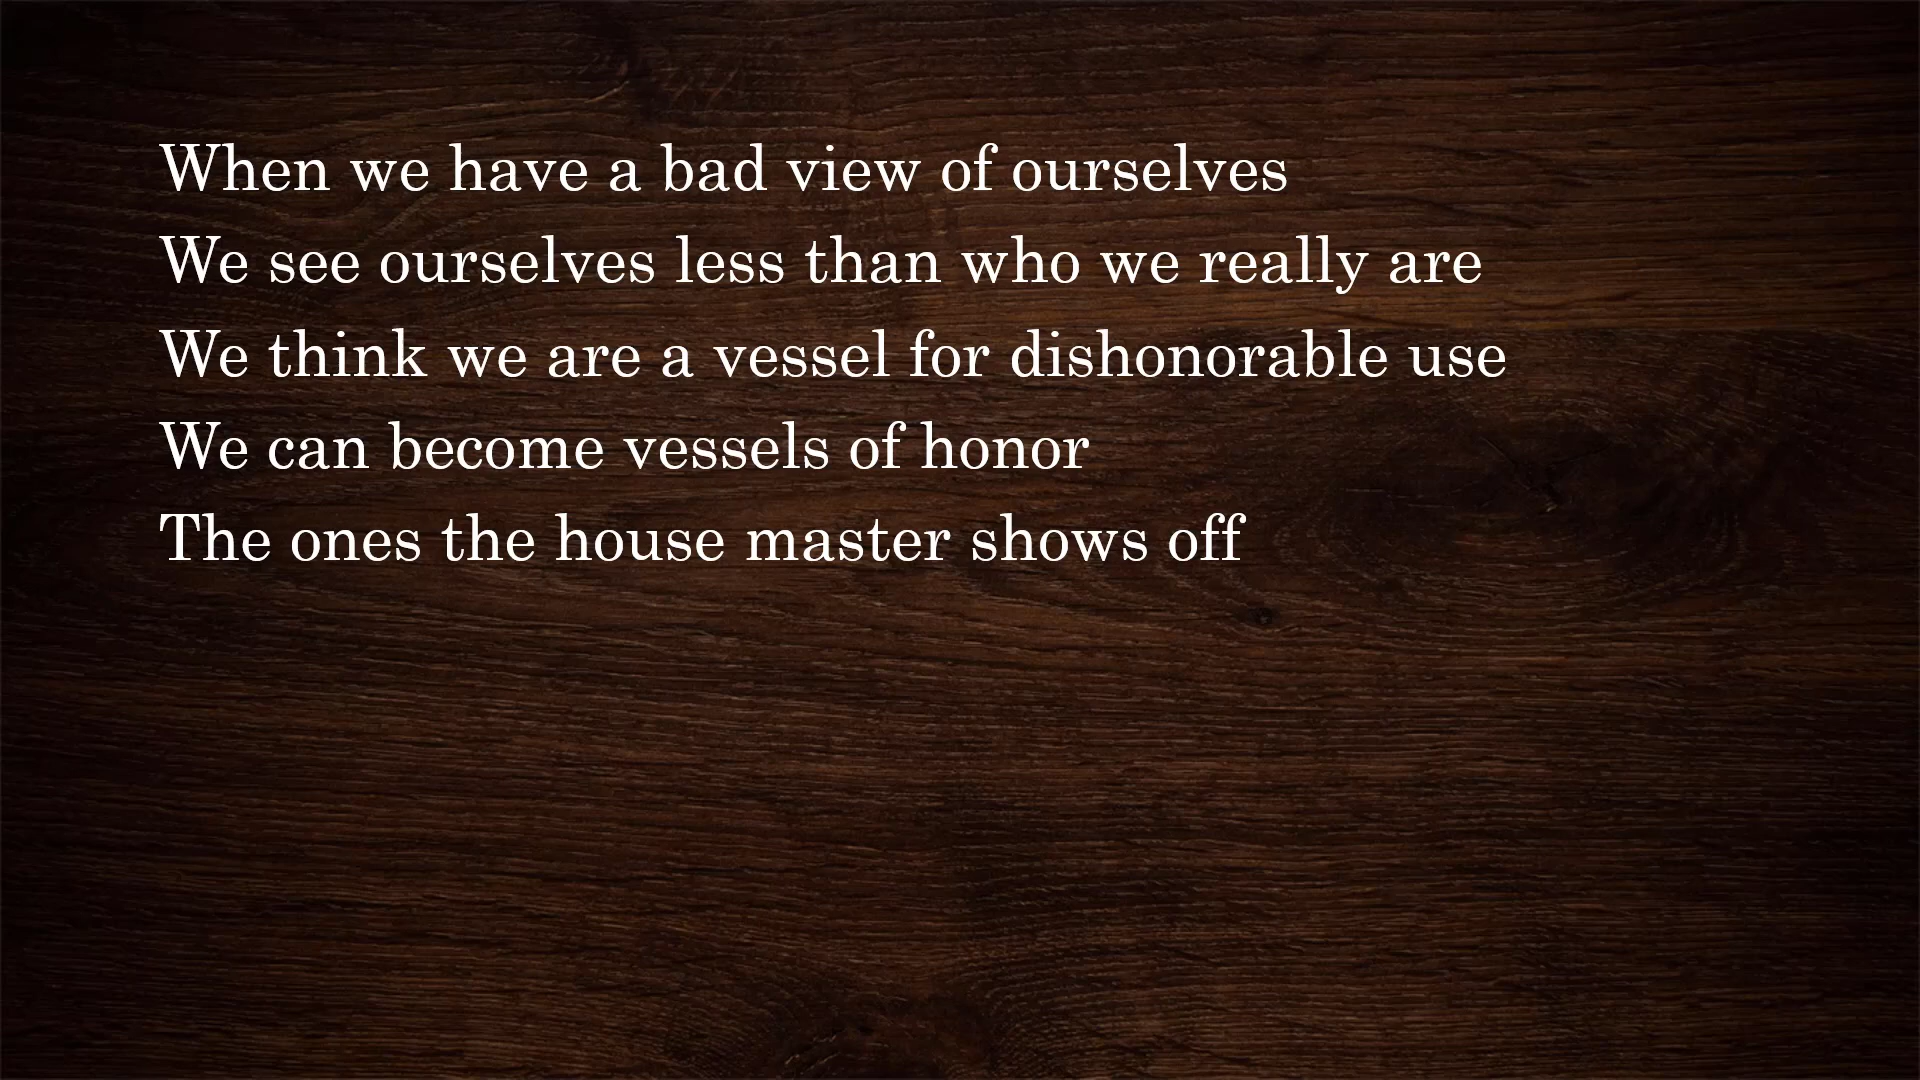 When we have a bad view of ourselves
We see ourselves less than who we really are
We think we are a vessel for dishonorable use
We can become vessels of honor
The ones the house master shows off